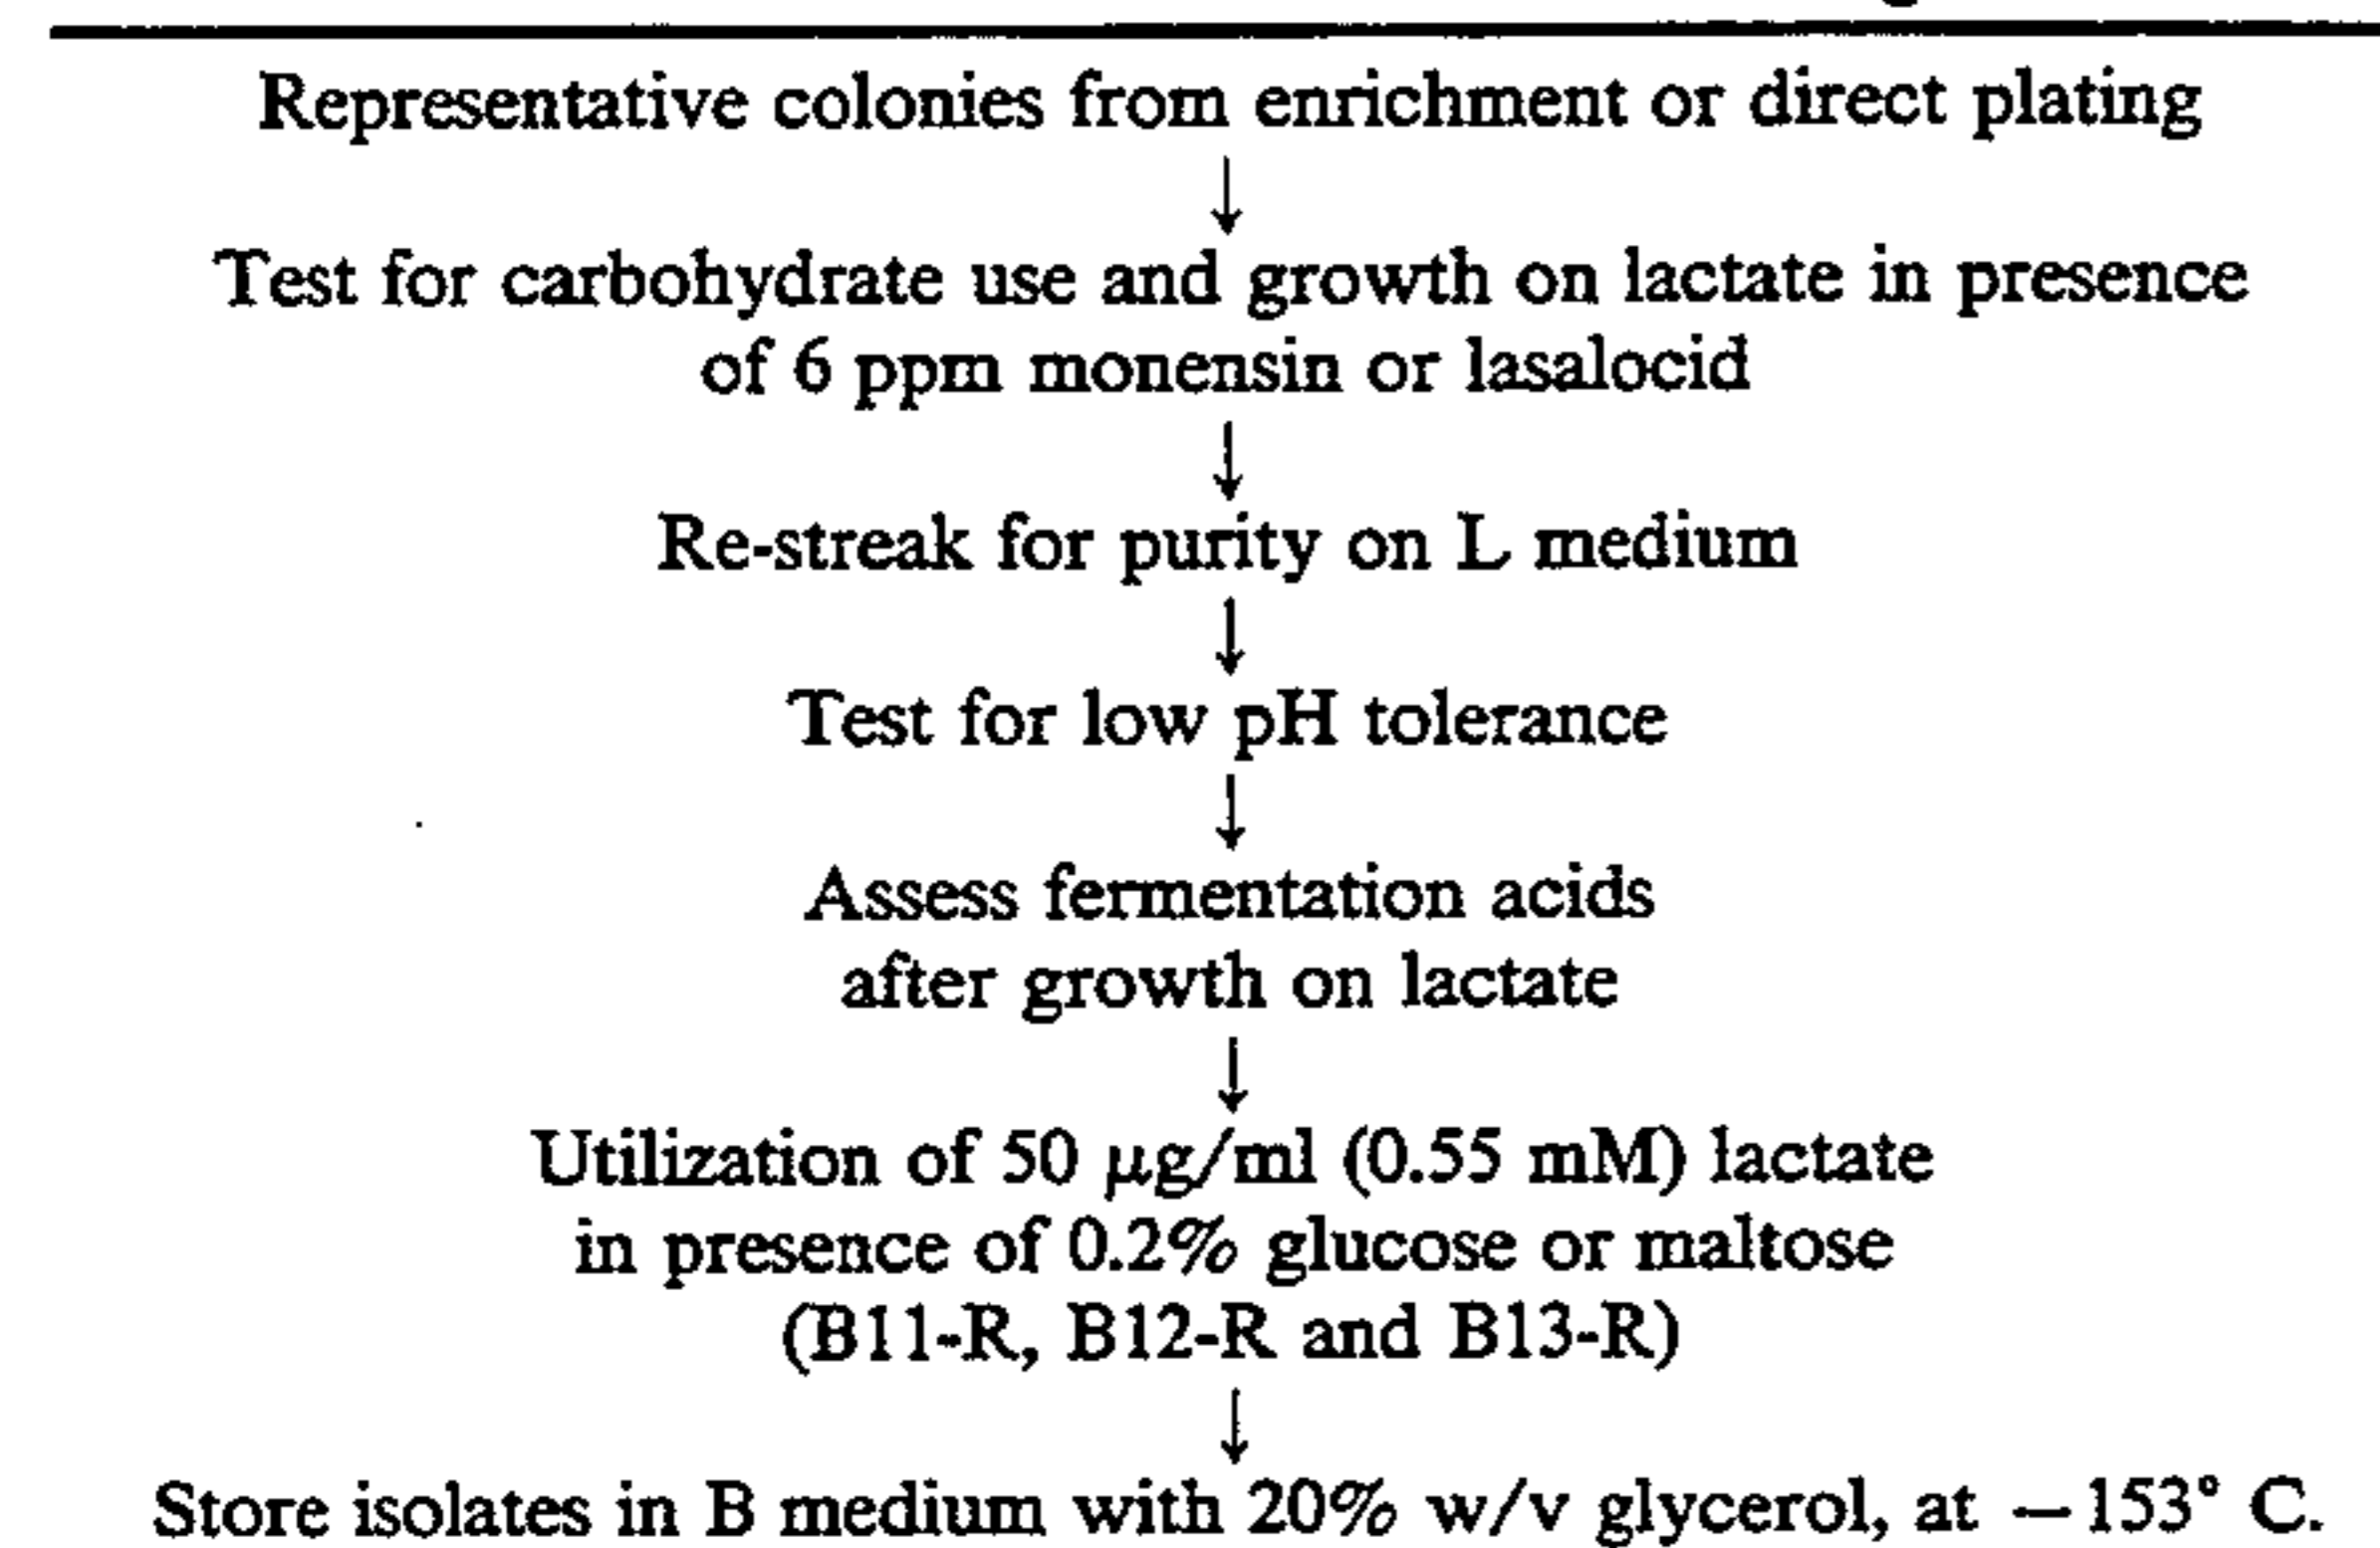 Representative colonies from enrichment or direct plating
↓
Test for carbohydrate use and growth on lactate in presence
of 6 ppm monensin or lasalocid
↓
Re-streak for purity on L medium
↓
Test for low pH tolerance
↓
Assess fermentation acids
after growth on lactate
↓
Utilization of 50 μg/ml (0.55 mM) lactate
in presence of 0.2% glucose or maltose
(B11-R, B12-R and B13-R)
↓
Store isolates in B medium with 20% w/v glycerol, at −153° C.